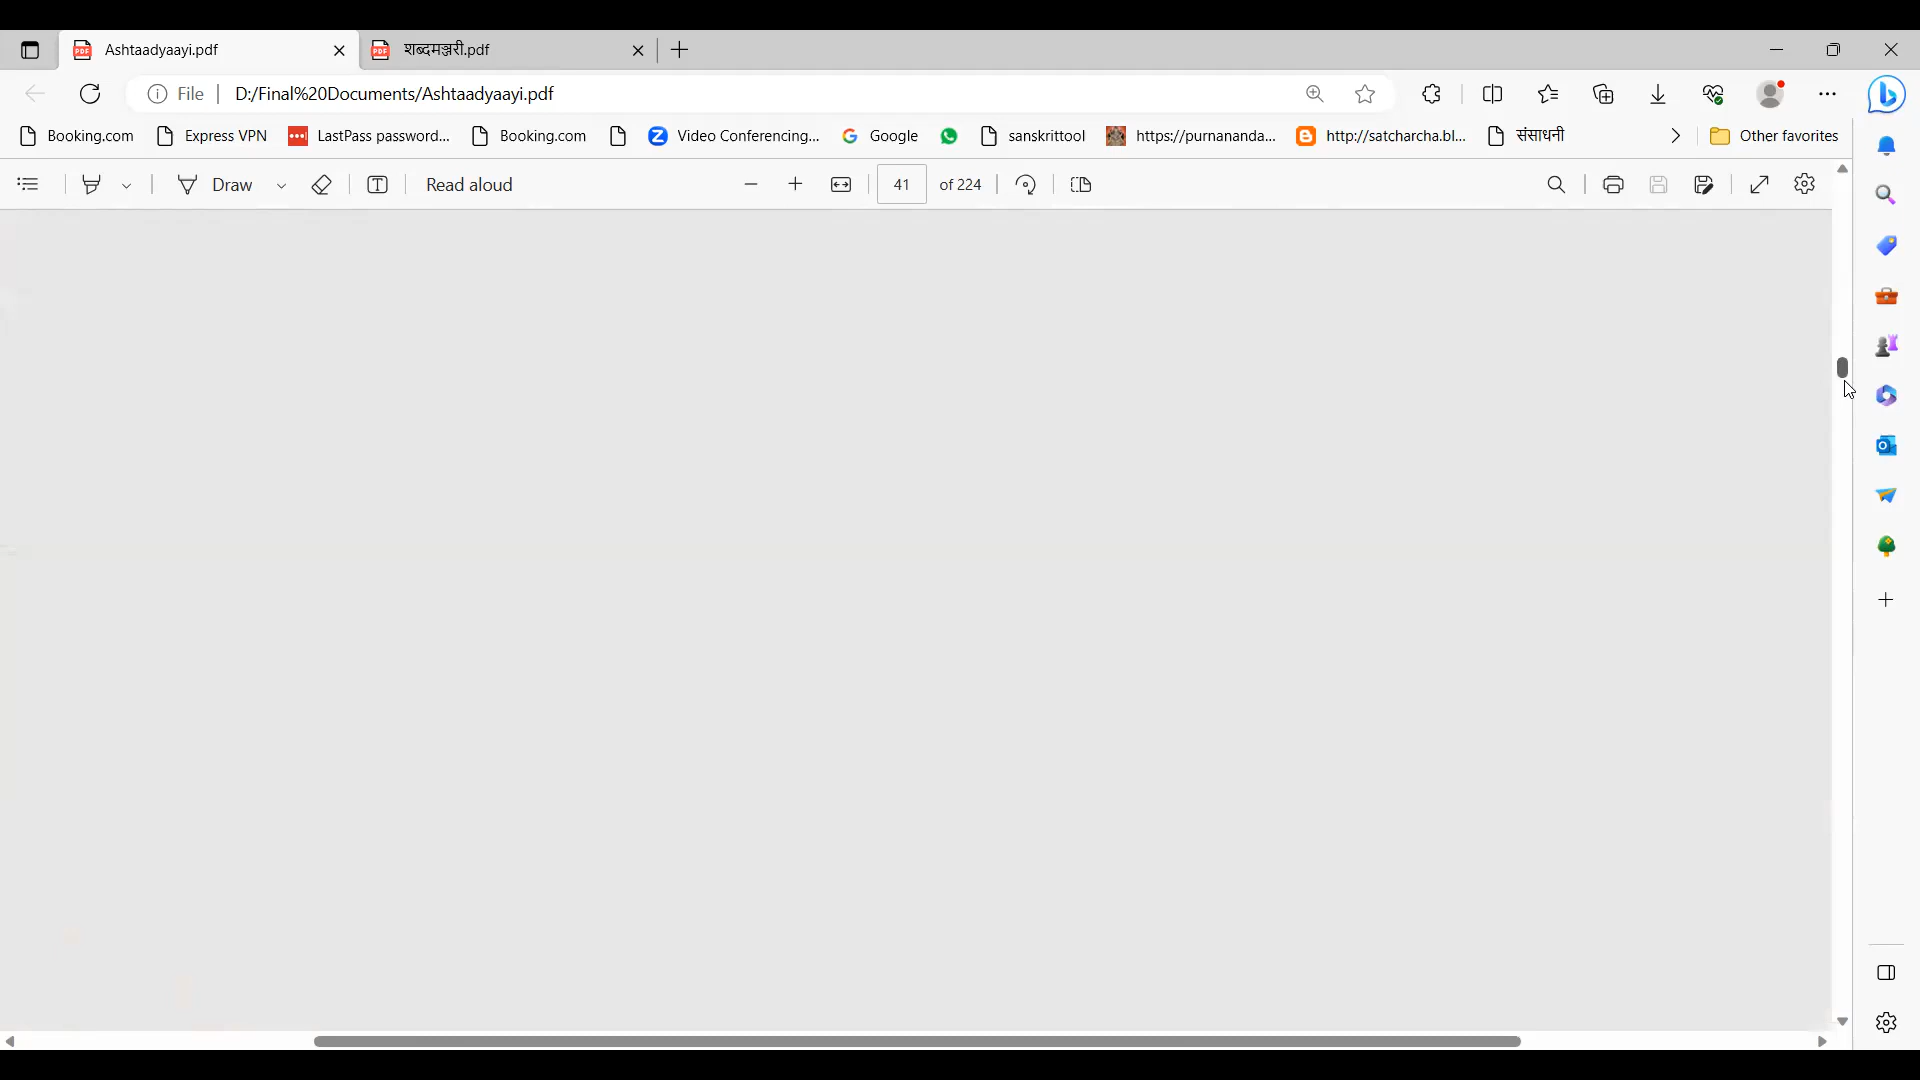 Ashtaadyaayi.pdf
शब्दमञ्जरी.pdf
File
D:/Final%20Documents/Ashtaadyaayi.pdf
Booking.com
Express VPN
LastPass password...
Booking.com
Video Conferencing...
Google
sanskrittool
https://purnananda...
http://satcharcha.bl...
संसाधनी
Other favorites
Draw
Read aloud
41
of 224